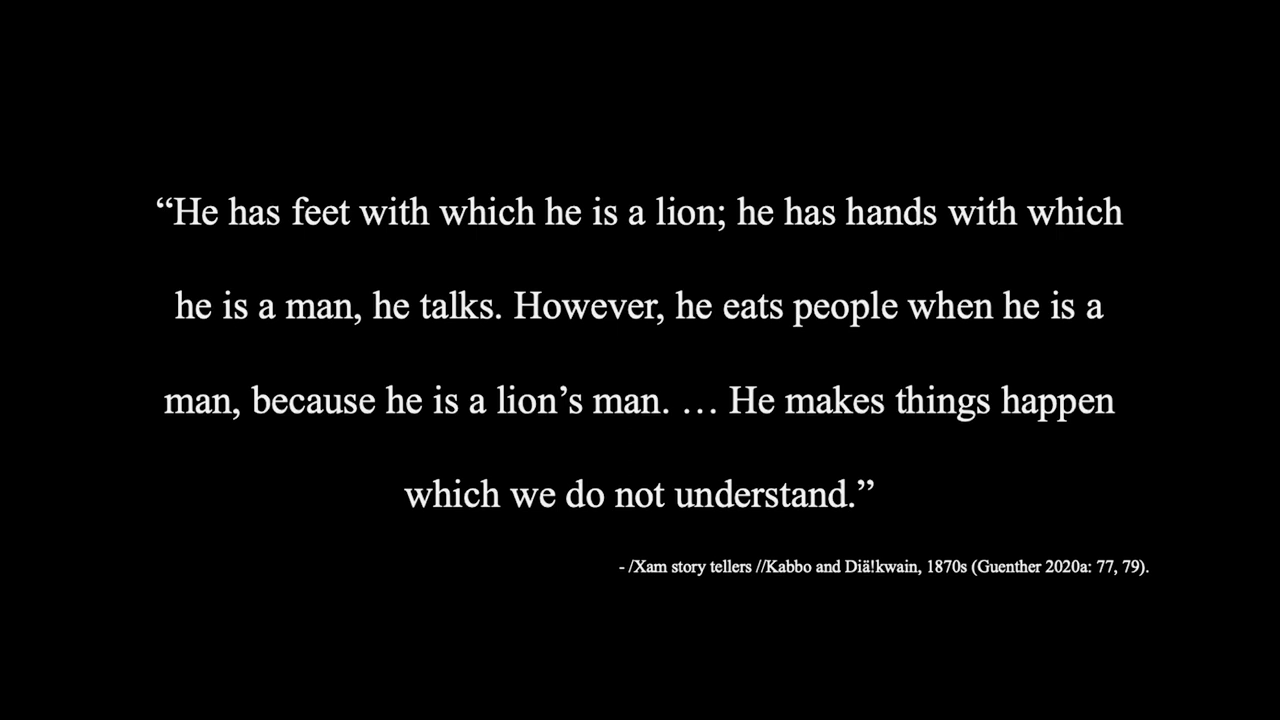 “He has feet with which he is a lion; he has hands with which
he is a man, he talks. However, he eats people when he is a
man, because he is a lion’s man. … He makes things happen
which we do not understand.”
- /Xam story tellers //Kabbo and Diä!kwain, 1870s (Guenther 2020a: 77, 79).